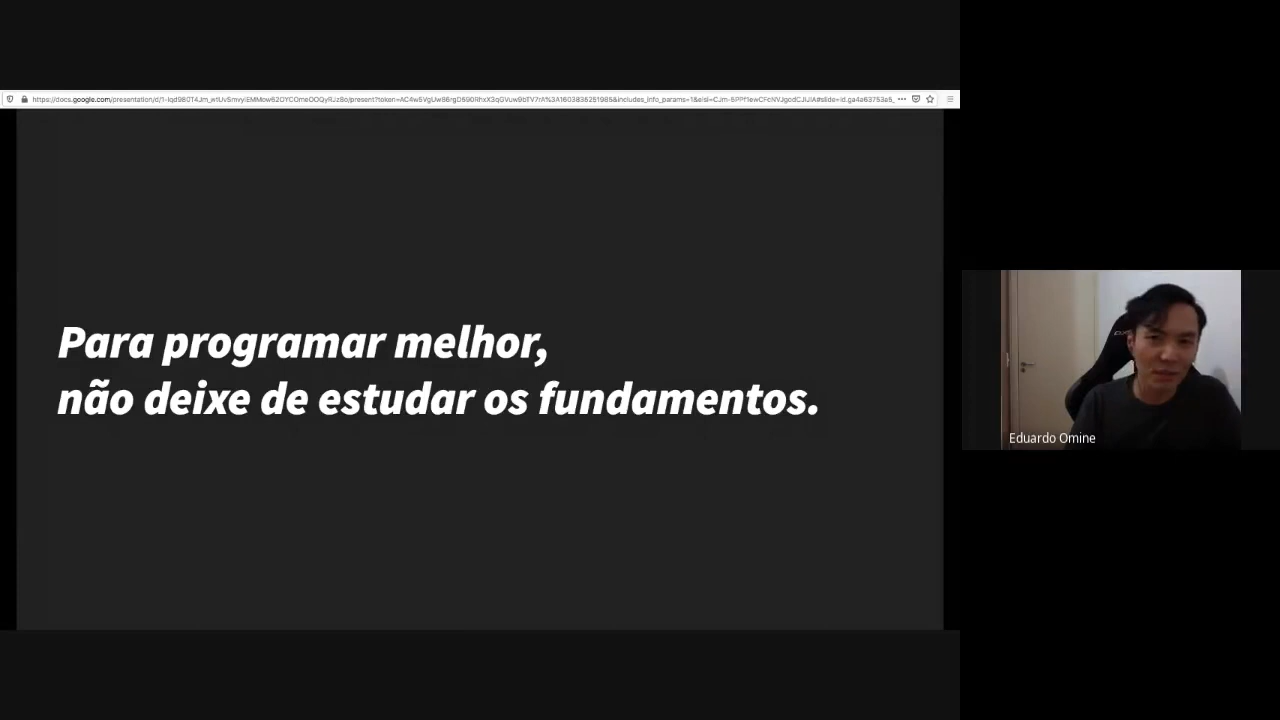 Para programar melhor,
não deixe de estudar os fundamentos.
Eduardo Omine